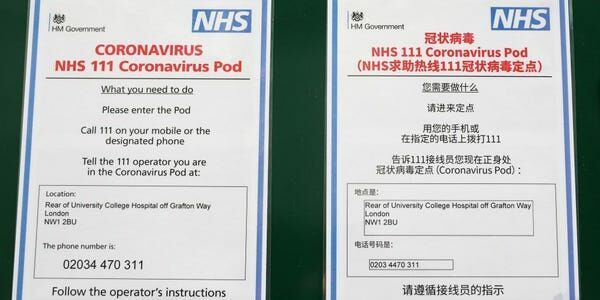 HM Government
NHS
CORONAVIRUS
NHS 111 Coronavirus Pod
What you need to do
Please enter the Pod
Call 111 on your mobile or the
designated phone
Tell the 111 operator you are
in the Coronavirus Pod at:
Location:
Rear of University College Hospital off Grafton Way
London
NW1 2BU
The phone number is:
02034 470 311
Follow the operator's instructions
HM Government
NHS
冠状病毒
NHS 111 Coronavirus Pod
（NHS求助热线111冠状病毒定点）
您需要做什么
请进来定点
用您的手机或
在指定的电话上拨打111
告诉111接线员您现在正身处
冠状病毒定点（Coronavirus Pod）：
地点是：
Rear of University College Hospital off Grafton Way
London
NW1 2BU
电话号码是：
0203 4470 311
请遵循接线员的指示